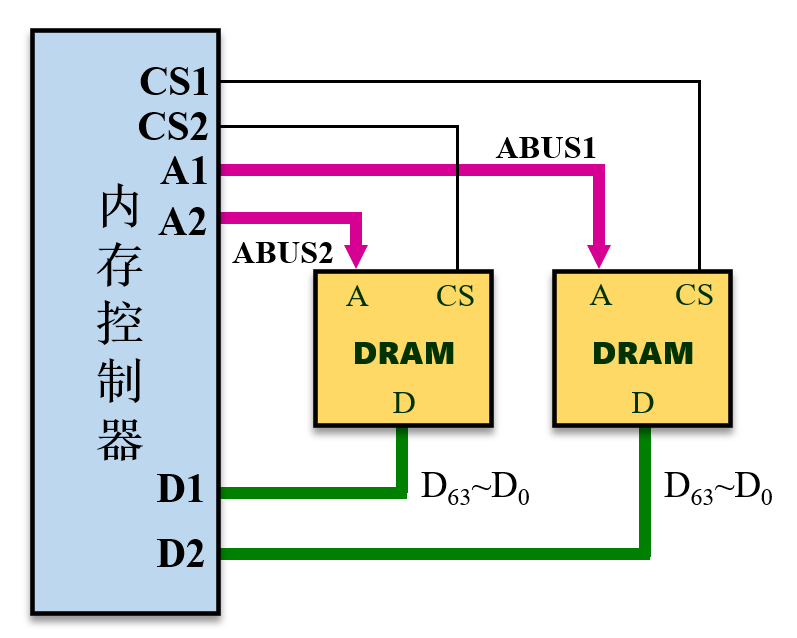 CS1
CS2
A1
A2
ABUS1
ABUS2
内存控制器
A
CS
DRAM
D
A
CS
DRAM
D
D1
D2
D63~D0
D63~D0